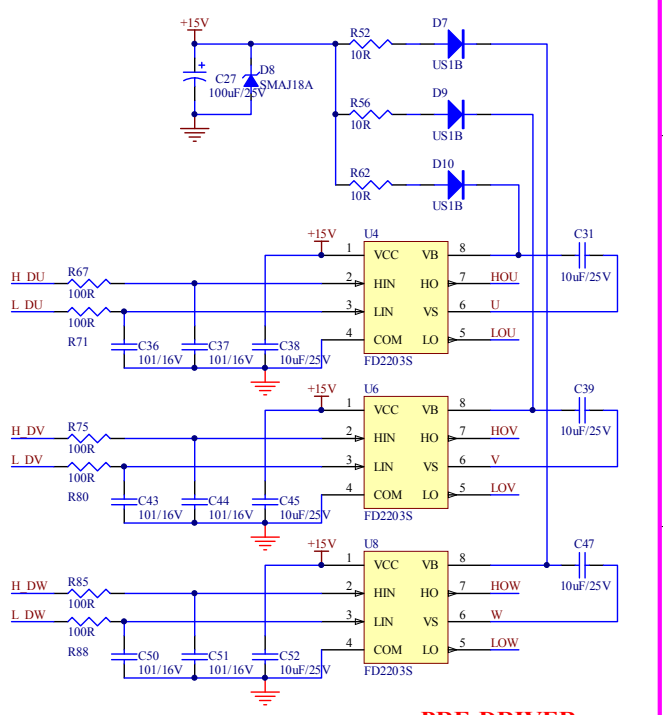 +15V
C27
100uF/25V
D8
SMAJ18A
R52
10R
D7
US1B
R56
10R
D9
US1B
R62
10R
D10
US1B
+15V
U4
C31
10uF/25V
1 VCC VB 8
H_DU R67 100R 2 HIN HO 7 HOU
L_DU 100R R71 3 LIN VS 6 U
4 COM LO 5 LOU
C36 101/16V
C37 101/16V
C38 10uF/25V
FD2203S
+15V
U6
C39
10uF/25V
1 VCC VB 8
H_DV R75 100R 2 HIN HO 7 HOV
L_DV 100R R80 3 LIN VS 6 V
4 COM LO 5 LOV
C43 101/16V
C44 101/16V
C45 10uF/25V
FD2203S
+15V
U8
C47
10uF/25V
1 VCC VB 8
H_DW R85 100R 2 HIN HO 7 HOW
L_DW 100R R88 3 LIN VS 6 W
4 COM LO 5 LOW
C50 101/16V
C51 101/16V
C52 10uF/25V
FD2203S